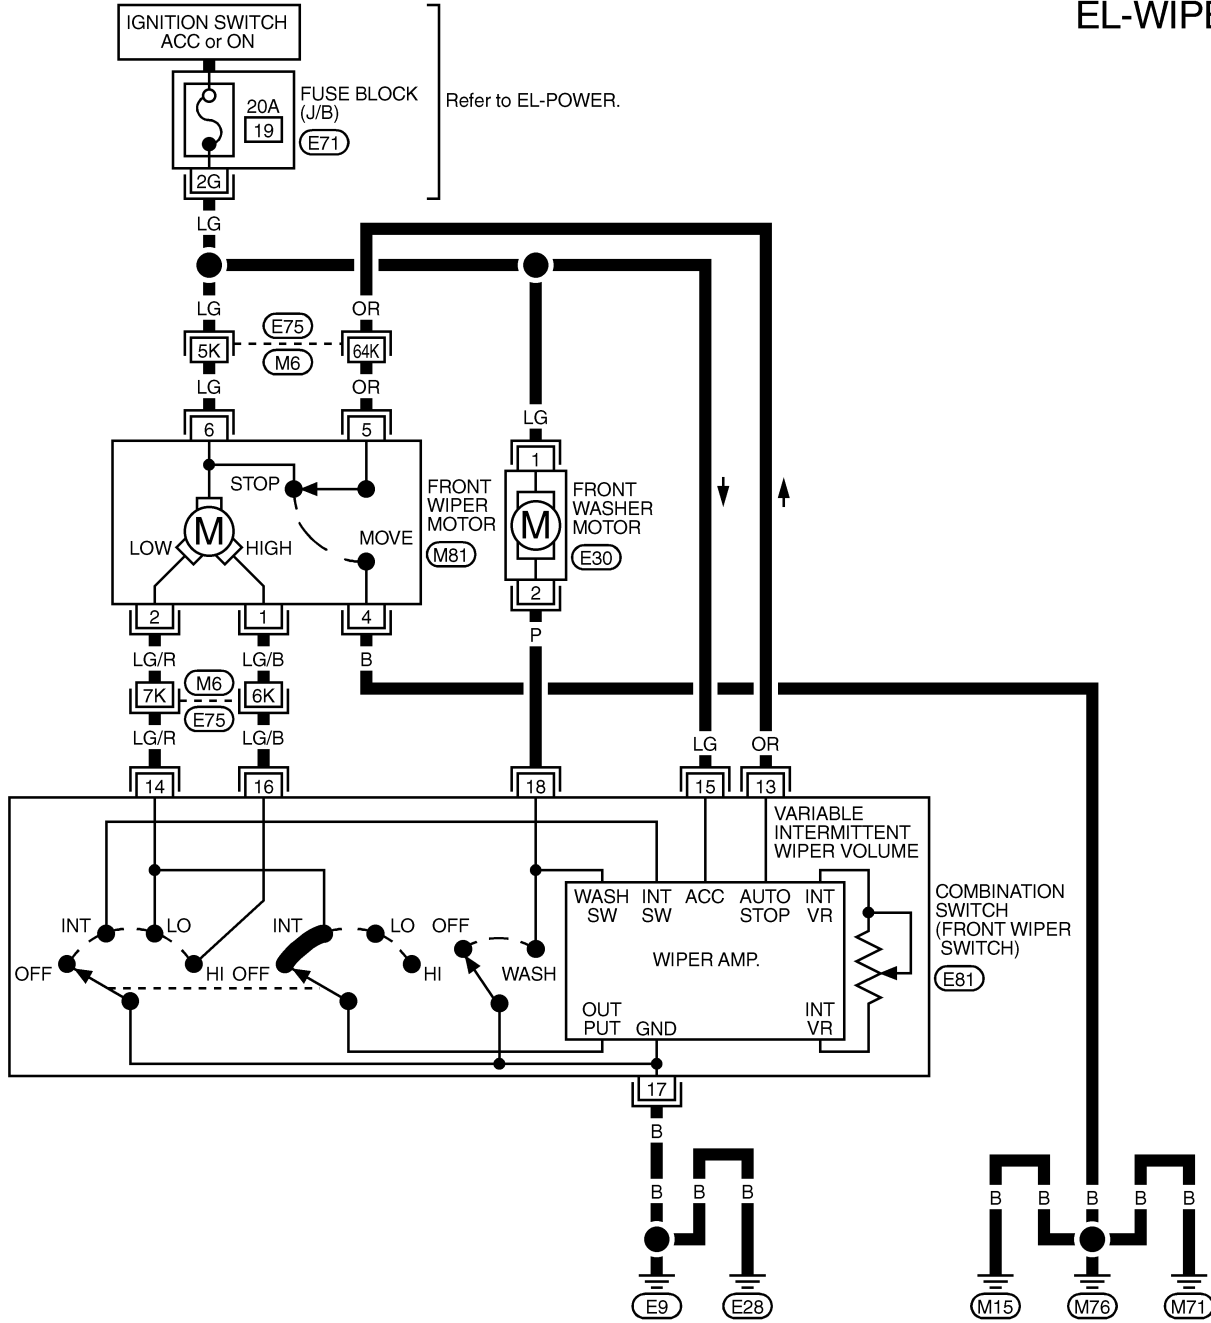 EL-WIPE
IGNITION SWITCH
ACC or ON
20A
19
FUSE BLOCK
(J/B)
E71
Refer to EL-POWER.
2G
LG
LG
OR
5K
E75
M6
64K
LG
OR
6
5
LG
1
STOP
M
LOW
HIGH
MOVE
FRONT
WIPER
MOTOR
M81
M
FRONT
WASHER
MOTOR
E30
2
1
4
2
P
LG/R
LG/B
B
7K
M6
E75
6K
LG/R
LG/B
LG
OR
14
16
18
15
13
VARIABLE
INTERMITTENT
WIPER VOLUME
WASH
SW
INT
SW
ACC
AUTO
STOP
INT
VR
INT
LO
OFF
HI
INT
LO
OFF
HI
OFF
WASH
WIPER AMP.
OUT
PUT
GND
INT
VR
COMBINATION
SWITCH
(FRONT WIPER
SWITCH)
E81
17
B
B
B
B
B
B
B
B
B
E9
E28
M15
M76
M71